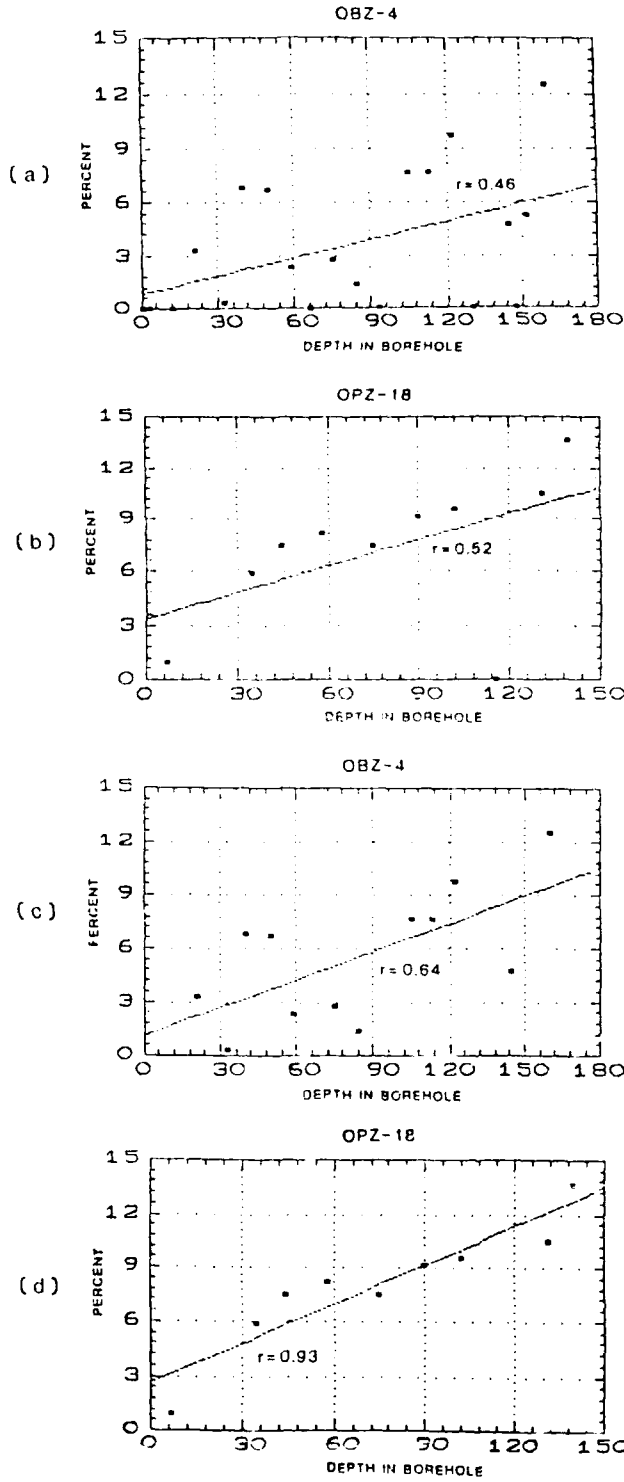 OBZ-4
(a)
PERCENT
15
12
9
6
3
0
r=0.46
0 30 60 90 120 150 180
DEPTH IN BOREHOLE
OPZ-18
(b)
PERCENT
15
12
9
6
3
0
r=0.52
0 30 60 90 120 150
DEPTH IN BOREHOLE
OBZ-4
(c)
PERCENT
15
12
9
6
3
0
r=0.64
0 30 60 90 120 150 180
DEPTH IN BOREHOLE
OPZ-18
(d)
PERCENT
15
12
9
6
3
0
r=0.93
0 30 60 90 120 150
DEPTH IN BOREHOLE